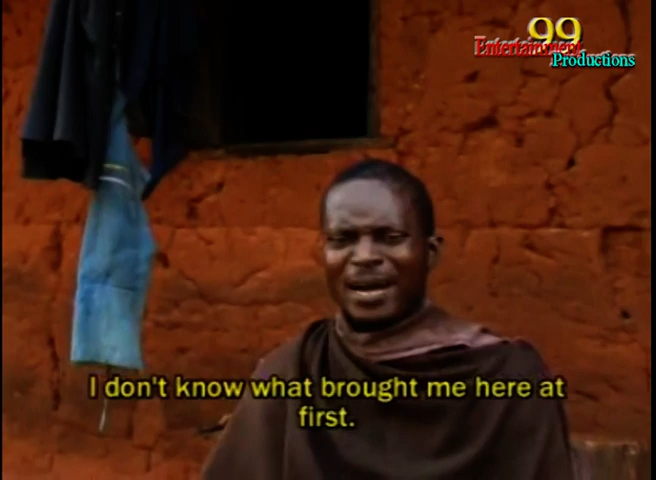 99
Entertainment
Productions
I don't know what brought me here at
first.